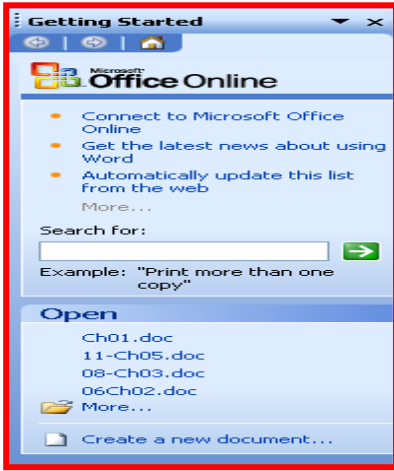 Getting Started
Microsoft
Office Online
Connect to Microsoft Office
Online
Get the latest news about using
Word
Automatically update this list
from the web
More...
Search for:
Example: "Print more than one
copy"
Open
Ch01.doc
11-Ch05.doc
08-Ch03.doc
06Ch02.doc
More...
Create a new document...